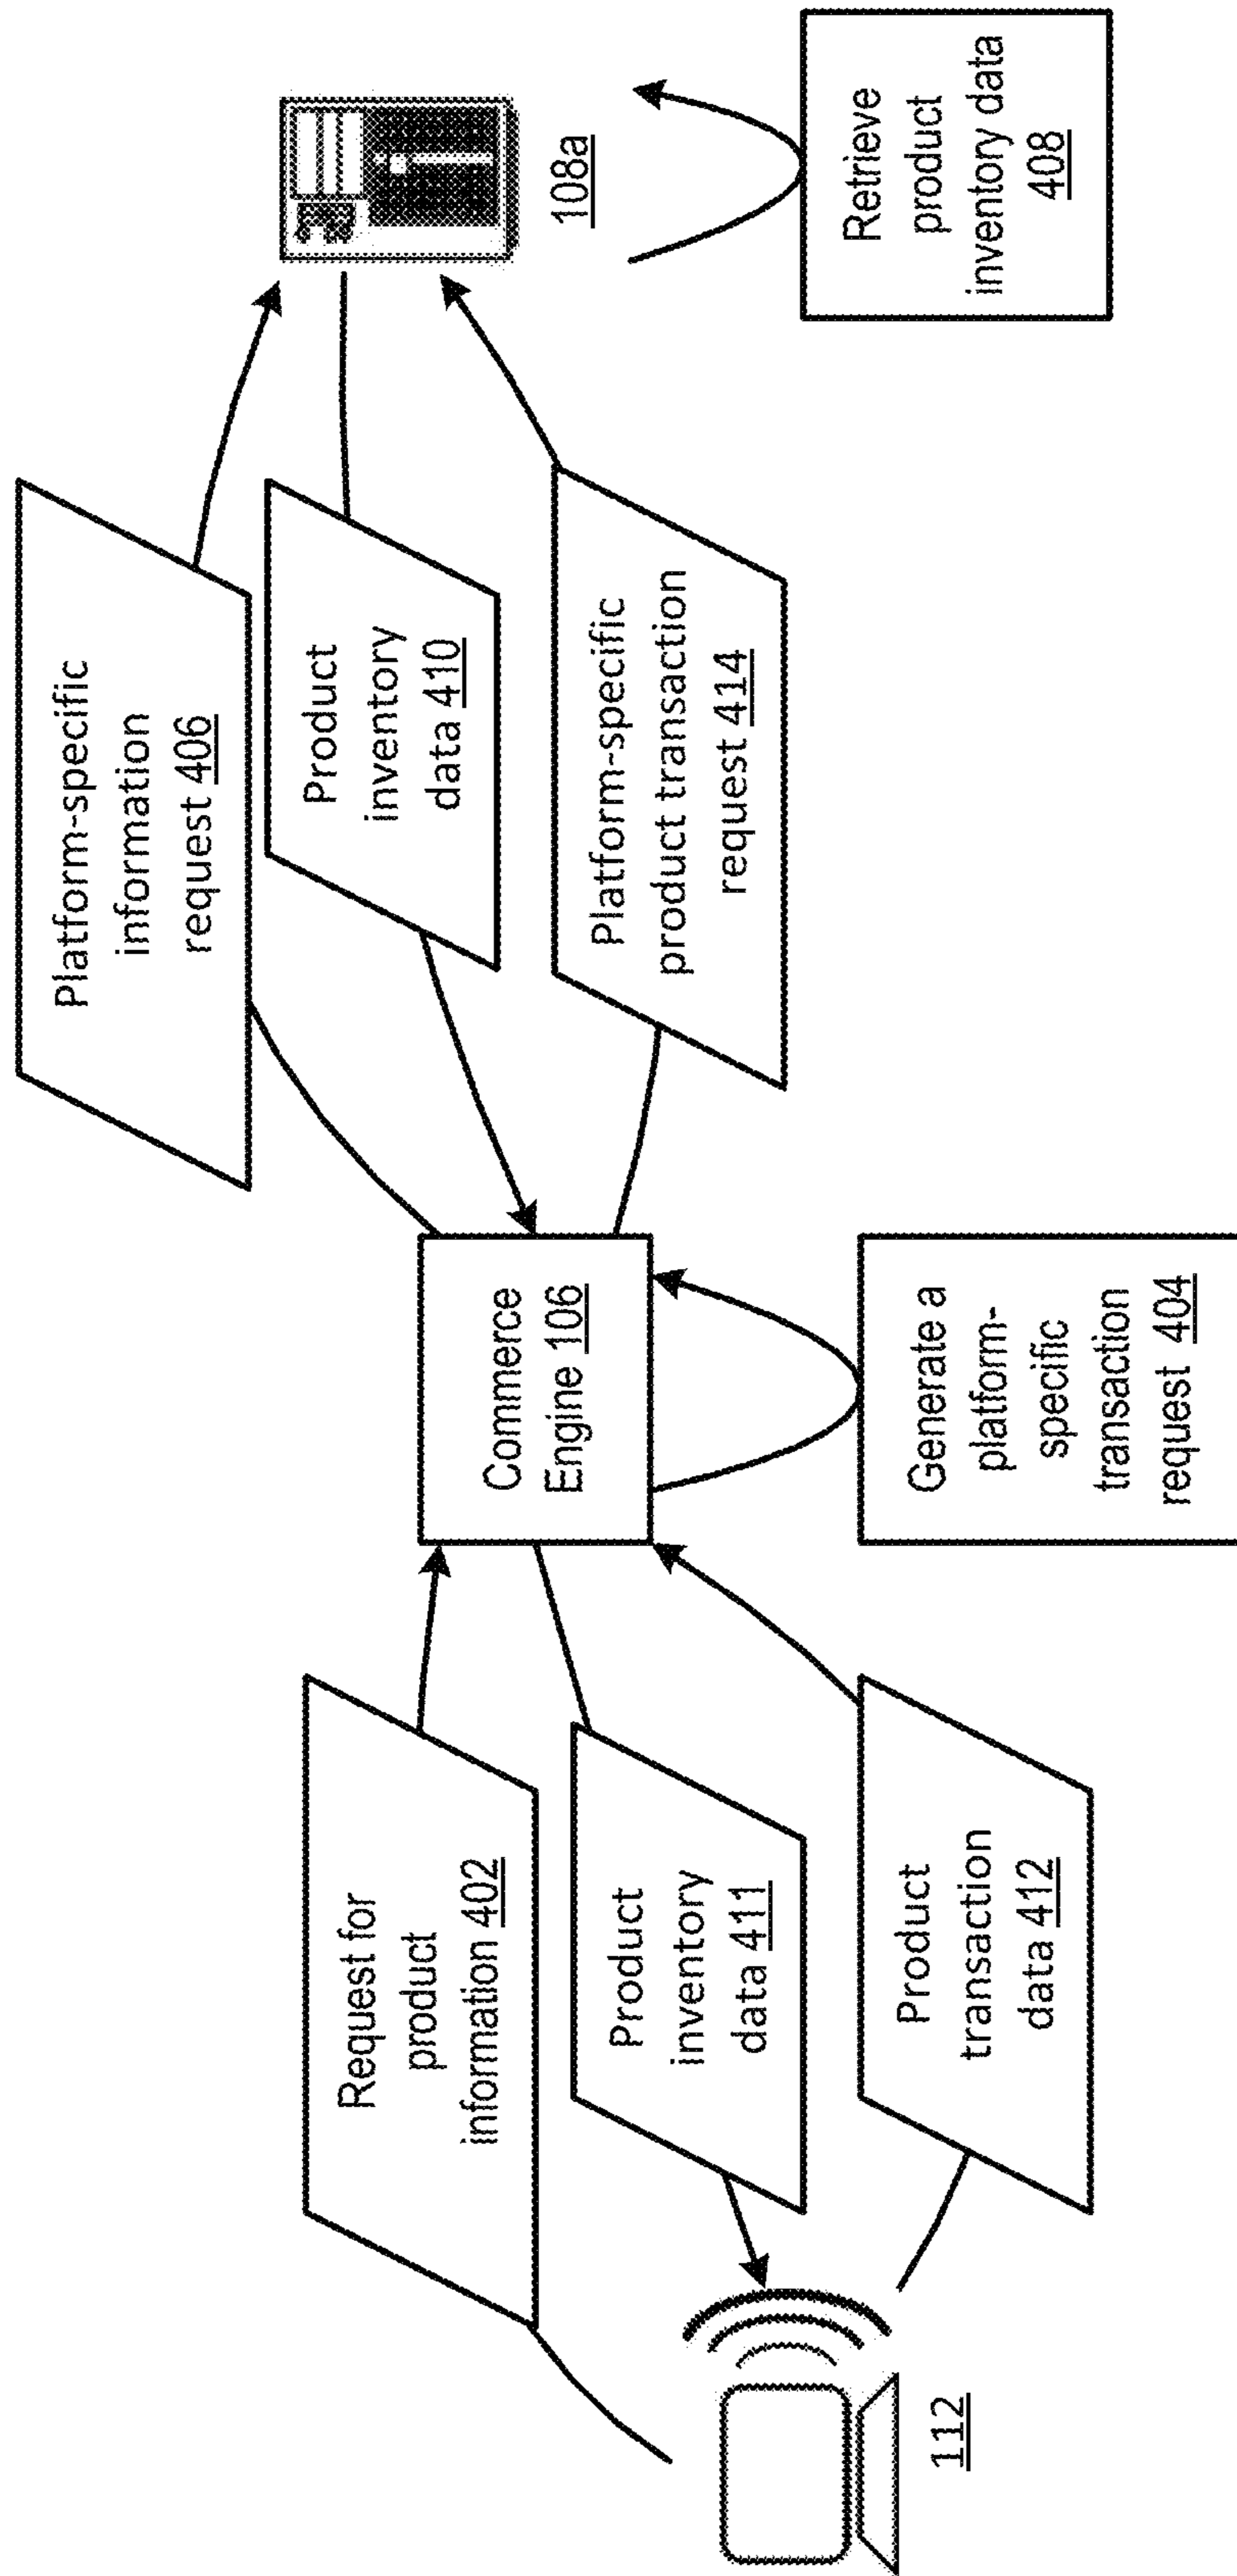 Platform-specific
information
request 406
Product
inventory
data 410
Platform-specific
product transaction
request 414
108a
Retrieve
product
inventory data
408
Commerce
Engine 106
Generate a
platform-
specific
transaction
request 404
Request for
product
information 402
Product
inventory
data 411
Product
transaction
data 412
112